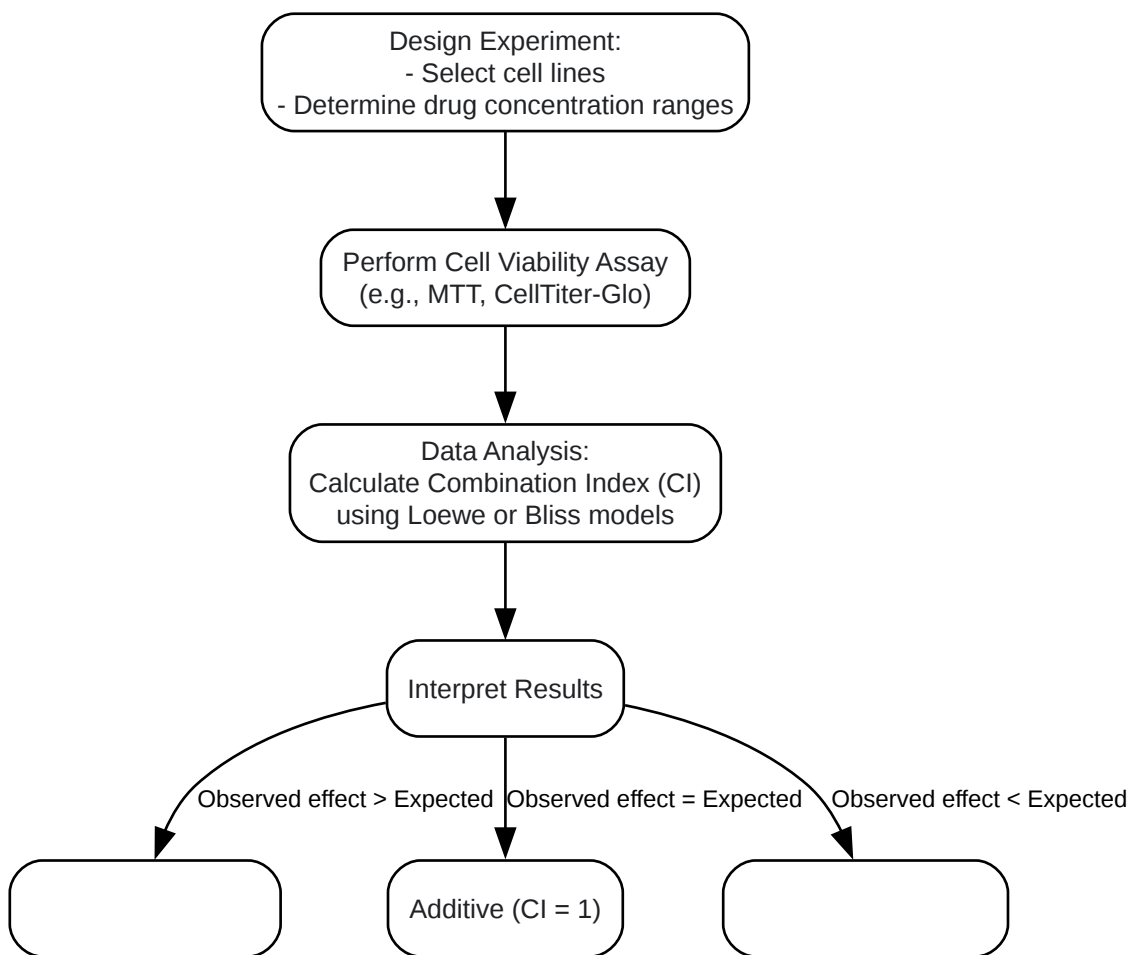 Design Experiment:
- Select cell lines
- Determine drug concentration ranges
Perform Cell Viability Assay
(e.g., MTT, CellTiter-Glo)
Data Analysis:
Calculate Combination Index (CI)
using Loewe or Bliss models
Interpret Results
Observed effect > Expected
Observed effect = Expected
Observed effect < Expected
Additive (CI = 1)